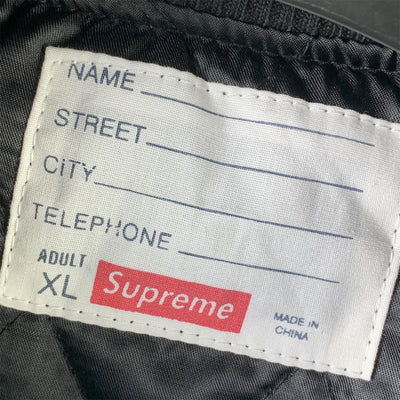 NAME
STREET
CiTY
TELEPHONE
ADULT
XL Supreme
MADE IN
CHINA